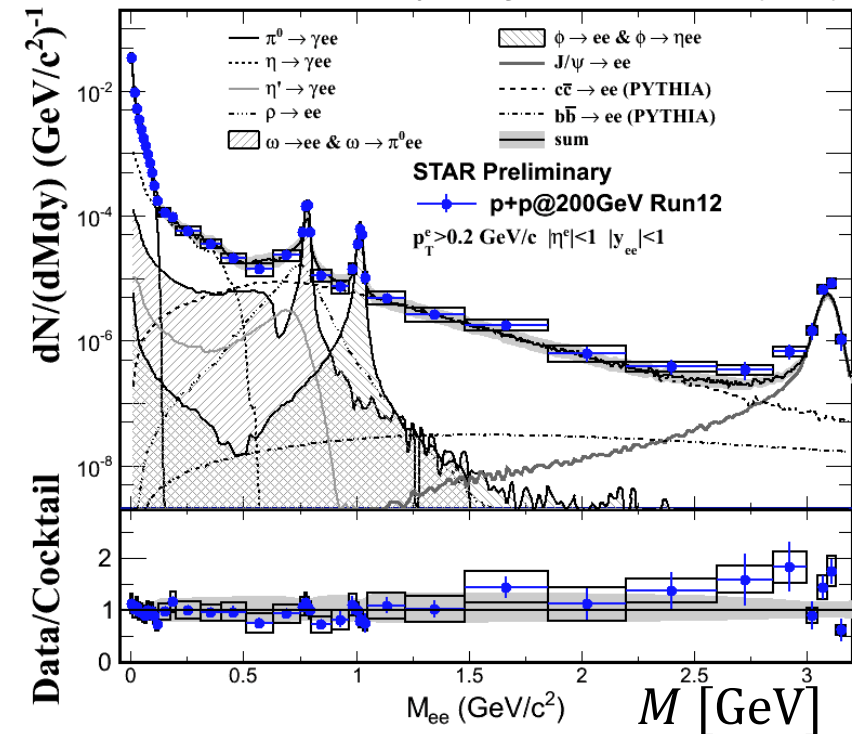 dN/(dMdy) (GeV/c²)⁻¹
10⁻²
10⁻⁴
10⁻⁶
10⁻⁸
π⁰ → γee
η → γee
η' → γee
ρ → ee
ω →ee & ω → π⁰ee
ϕ → ee & ϕ → ηee
J/ψ → ee
cc̅ → ee (PYTHIA)
bb̅ → ee (PYTHIA)
sum
STAR Preliminary
p+p@200GeV Run12
pᵉ_T>0.2 GeV/c |ηᵉ|<1 |y_ee|<1
Data/Cocktail
2
1
0
0 0.5 1 1.5 2 2.5 3
M_ee (GeV/c²)
M [GeV]